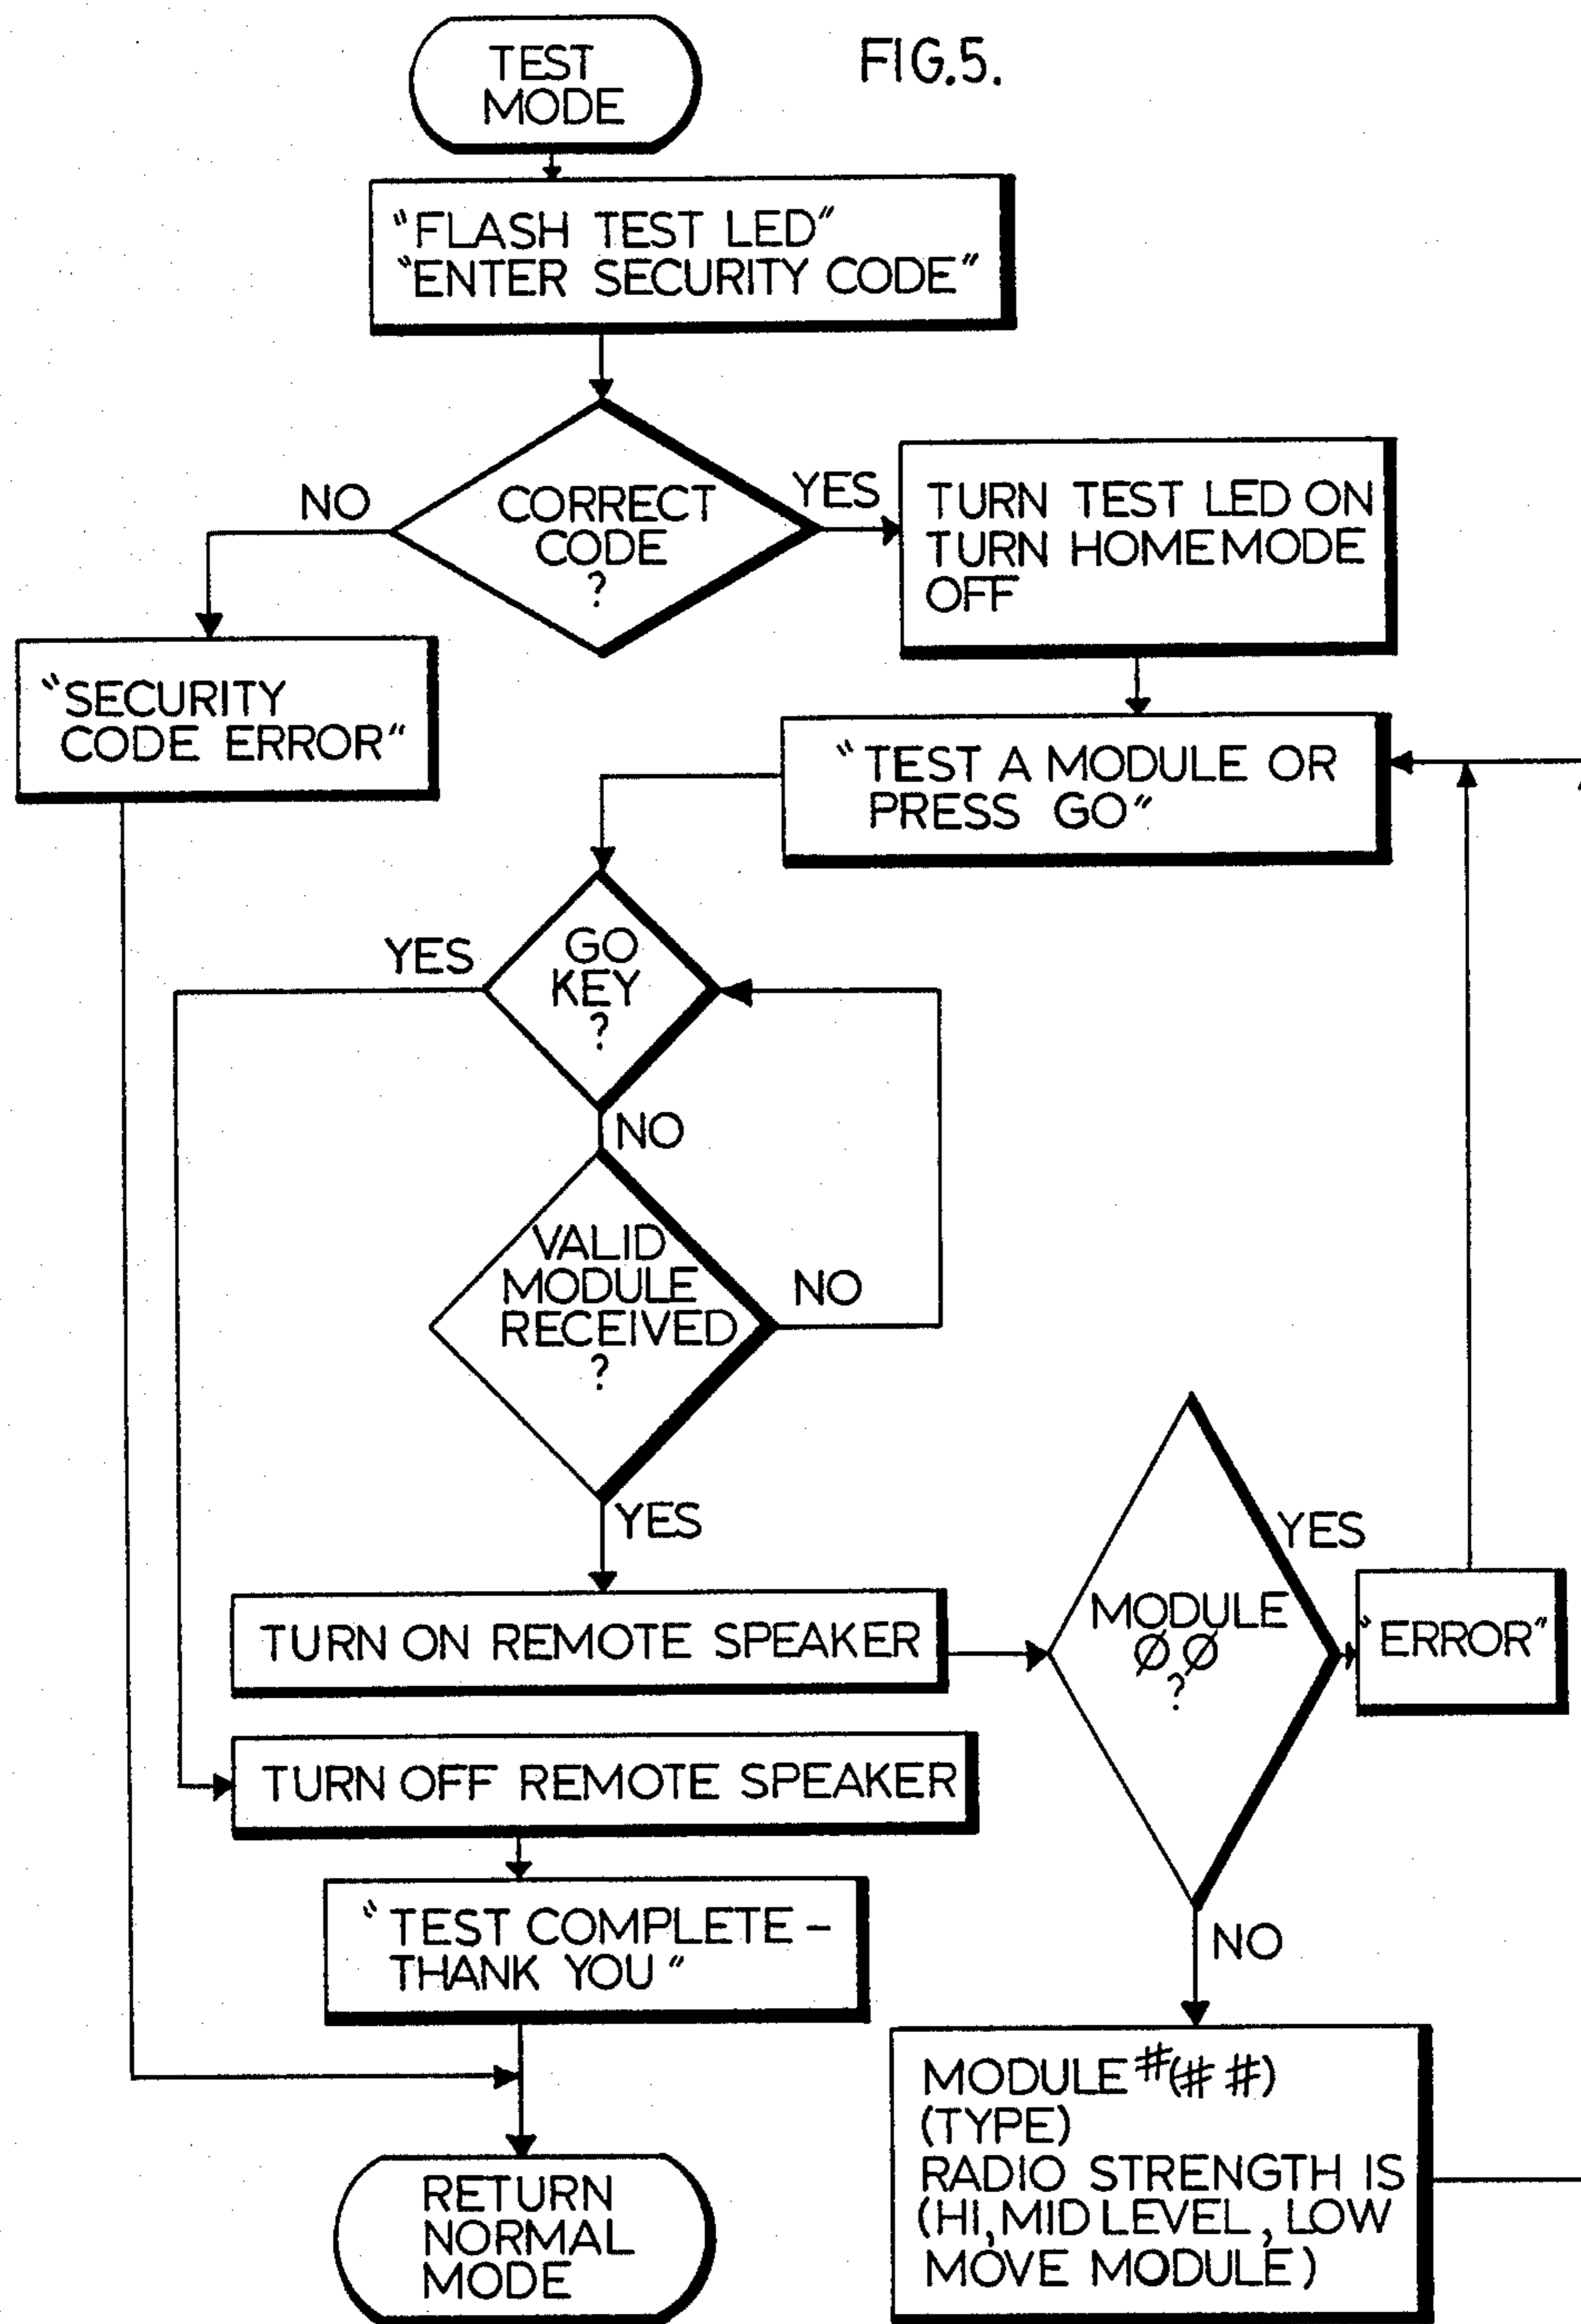 FIG.5.
TEST
MODE
"FLASH TEST LED"
"ENTER SECURITY CODE"
CORRECT
CODE
?
NO
YES
TURN TEST LED ON
TURN HOMEMODE
OFF
"SECURITY
CODE ERROR"
"TEST A MODULE OR
PRESS GO"
GO
KEY
?
YES
NO
VALID
MODULE
RECEIVED
?
NO
YES
TURN ON REMOTE SPEAKER
MODULE
ØØ
?
YES
"ERROR"
TURN OFF REMOTE SPEAKER
"TEST COMPLETE –
THANK YOU"
NO
MODULE #(##)
(TYPE)
RADIO STRENGTH IS
(HI, MID LEVEL, LOW
MOVE MODULE)
RETURN
NORMAL
MODE